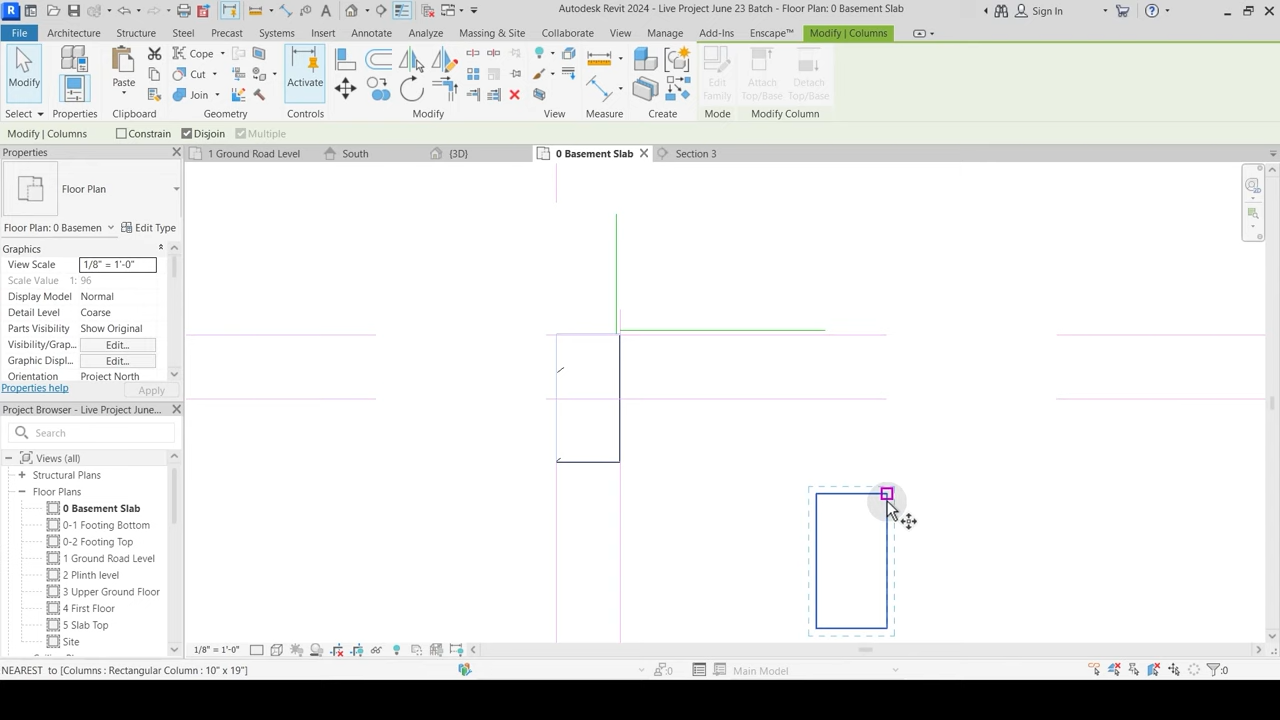 Autodesk Revit 2024 - Live Project June 23 Batch - Floor Plan: 0 Basement Slab
Sign In
File Architecture Structure Steel Precast Systems Insert Annotate Analyze Massing & Site Collaborate View Manage Add-Ins Enscape™ Modify | Columns
Modify Paste Cope Cut Join Activate Edit Family Attach Top/Base Detach Top/Base
Select Properties Clipboard Geometry Controls Modify View Measure Create Mode Modify Column
Modify | Columns Constrain Disjoin Multiple
Properties 1 Ground Road Level South {3D} 0 Basement Slab Section 3
Floor Plan
Floor Plan: 0 Basemen Edit Type
Graphics
View Scale 1/8" = 1'-0"
Scale Value 1: 96
Display Model Normal
Detail Level Coarse
Parts Visibility Show Original
Visibility/Grap... Edit...
Graphic Displ... Edit...
Orientation Project North
Properties help Apply
Project Browser - Live Project June...
Search
Views (all)
Structural Plans
Floor Plans
0 Basement Slab
0-1 Footing Bottom
0-2 Footing Top
1 Ground Road Level
2 Plinth level
3 Upper Ground Floor
4 First Floor
5 Slab Top
Site
1/8" = 1'-0"
NEAREST to [Columns : Rectangular Column : 10" x 19"] :0 Main Model :0